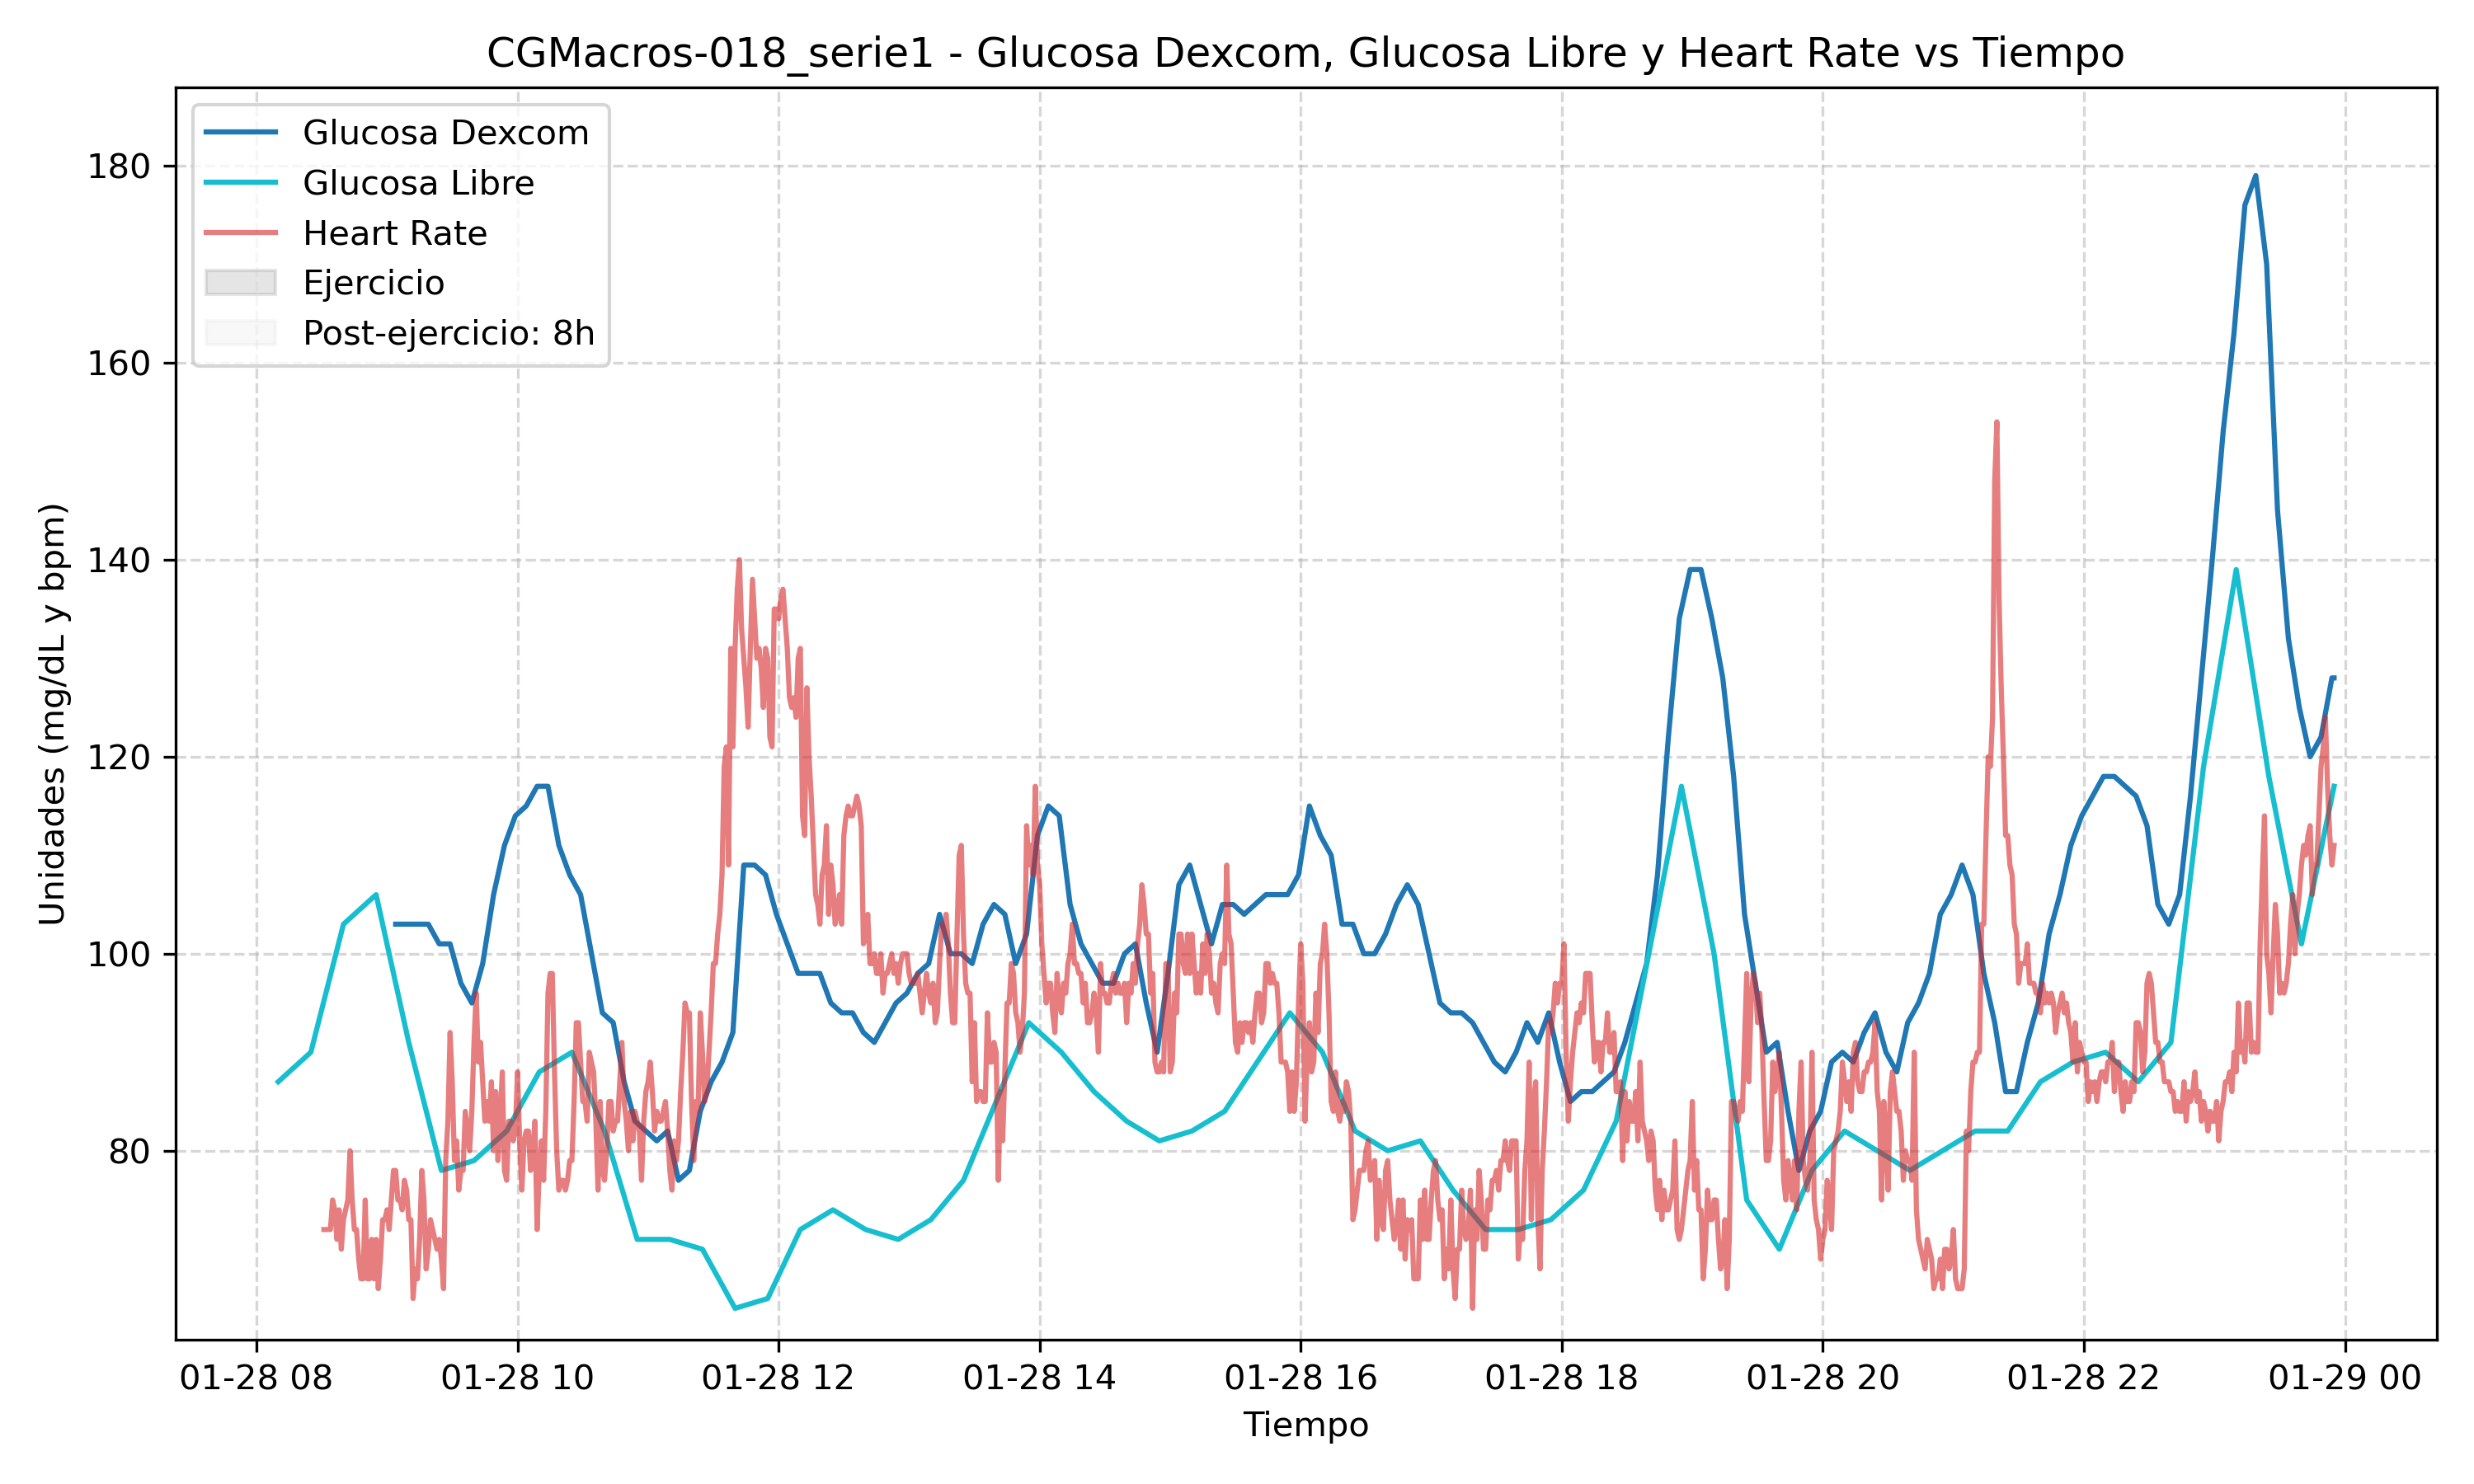 CGMacros-018_serie1 - Glucosa Dexcom, Glucosa Libre y Heart Rate vs Tiempo
Glucosa Dexcom
Glucosa Libre
Heart Rate
Ejercicio
Post-ejercicio: 8h
Unidades (mg/dL y bpm)
180
160
140
120
100
80
01-28 08
01-28 10
01-28 12
01-28 14
01-28 16
01-28 18
01-28 20
01-28 22
01-29 00
Tiempo